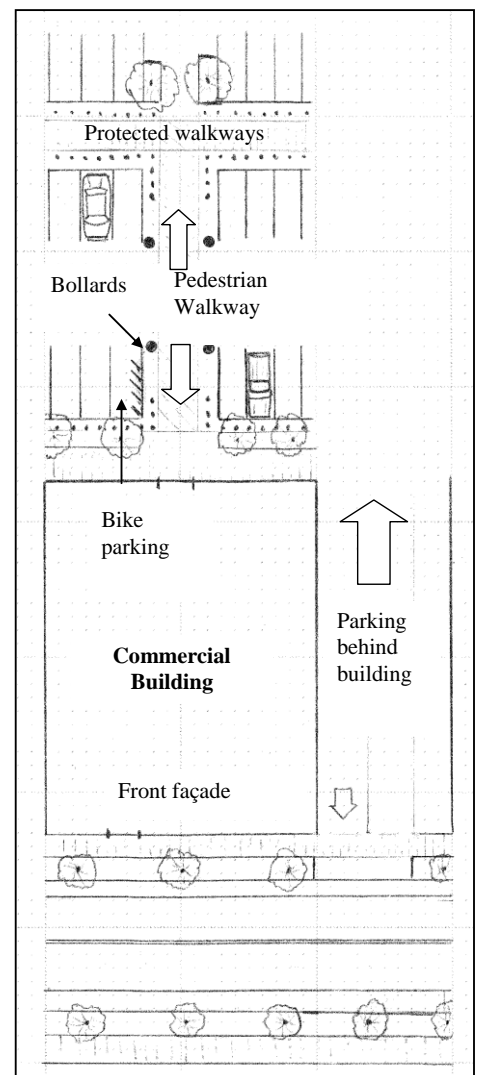 Protected walkways
Bollards
Pedestrian
Walkway
Bike
parking
Parking
behind
building
Commercial
Building
Front façade